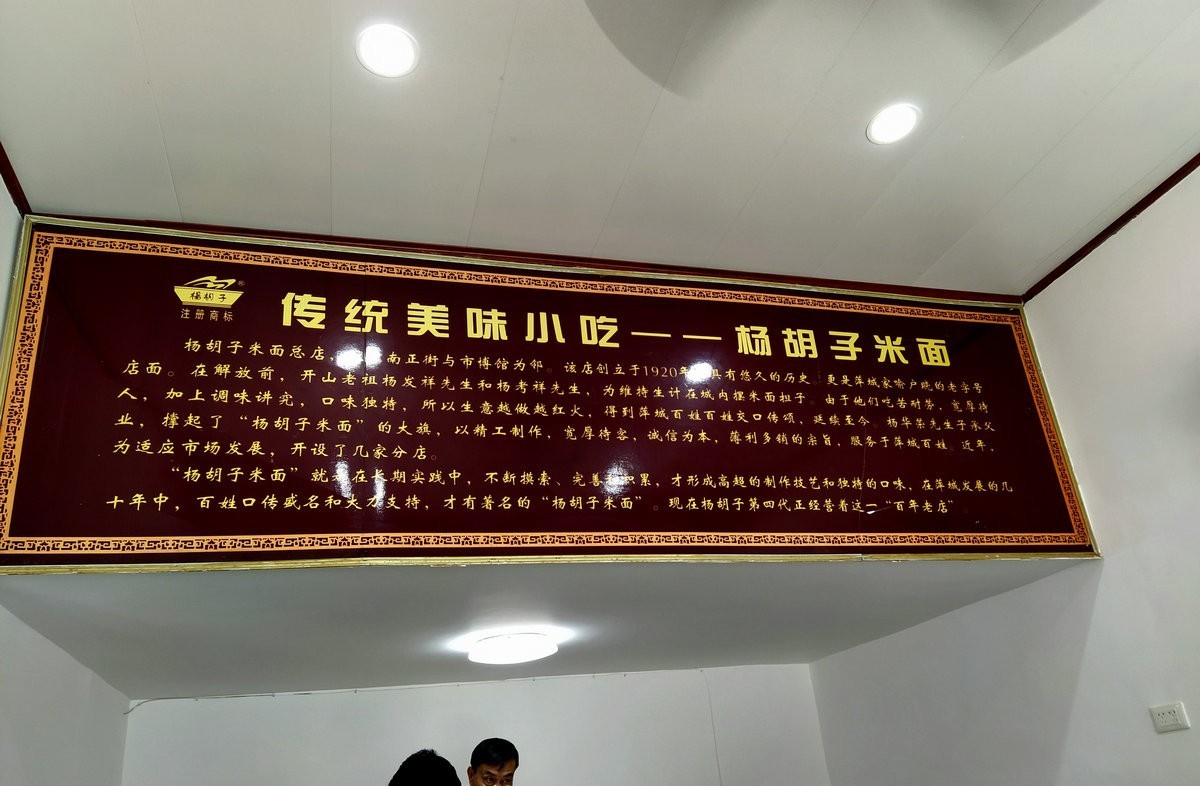 杨胡子®
注册商标
传统美味小吃——杨胡子米面
杨胡子米面总店，南正街与市博馆为邻。该店创立于1920年具有悠久的历史。更是萍城家喻户晓的老字号
店面。在解放前，开山老祖杨发祥先生和杨考祥先生，为维持生计在城内摆米面担子。由于他们吃苦耐劳，宽厚待
人，加上调味讲究，口味独特，所以生意越做越红火，得到萍城百姓百姓交口传颂，延续至今。杨华荣先生子承父
业，撑起了“杨胡子米面”的大旗，以精工制作，宽厚待客，诚信为本，薄利多销的宗旨，服务于萍城百姓。近年，
为适应市场发展，开设了几家分店。
“杨胡子米面”就是在长期实践中，不断摸索、完善积累，才形成高超的制作技艺和独特的口味。在萍城发展的几
十年中，百姓口传盛名和大力支持，才有著名的“杨胡子米面”。现在杨胡子第四代正经营着这一“百年老店”